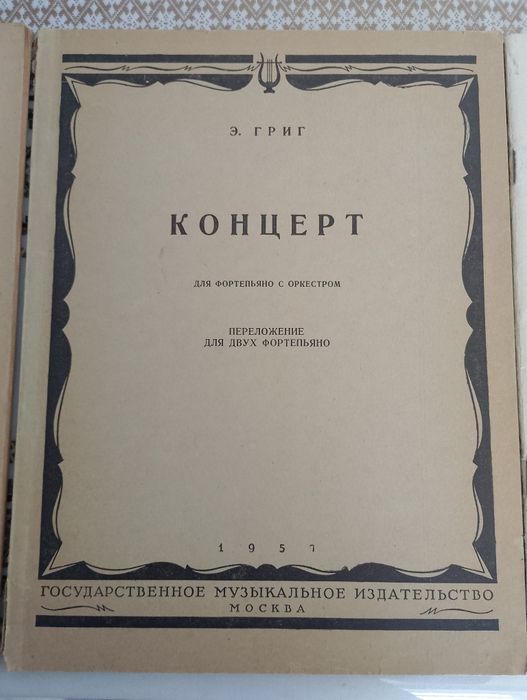 Э. ГРИГ
КОНЦЕРТ
ДЛЯ ФОРТЕПЬЯНО С ОРКЕСТРОМ
ПЕРЕЛОЖЕНИЕ
ДЛЯ ДВУХ ФОРТЕПЬЯНО
1957
ГОСУДАРСТВЕННОЕ МУЗЫКАЛЬНОЕ ИЗДАТЕЛЬСТВО
МОСКВА